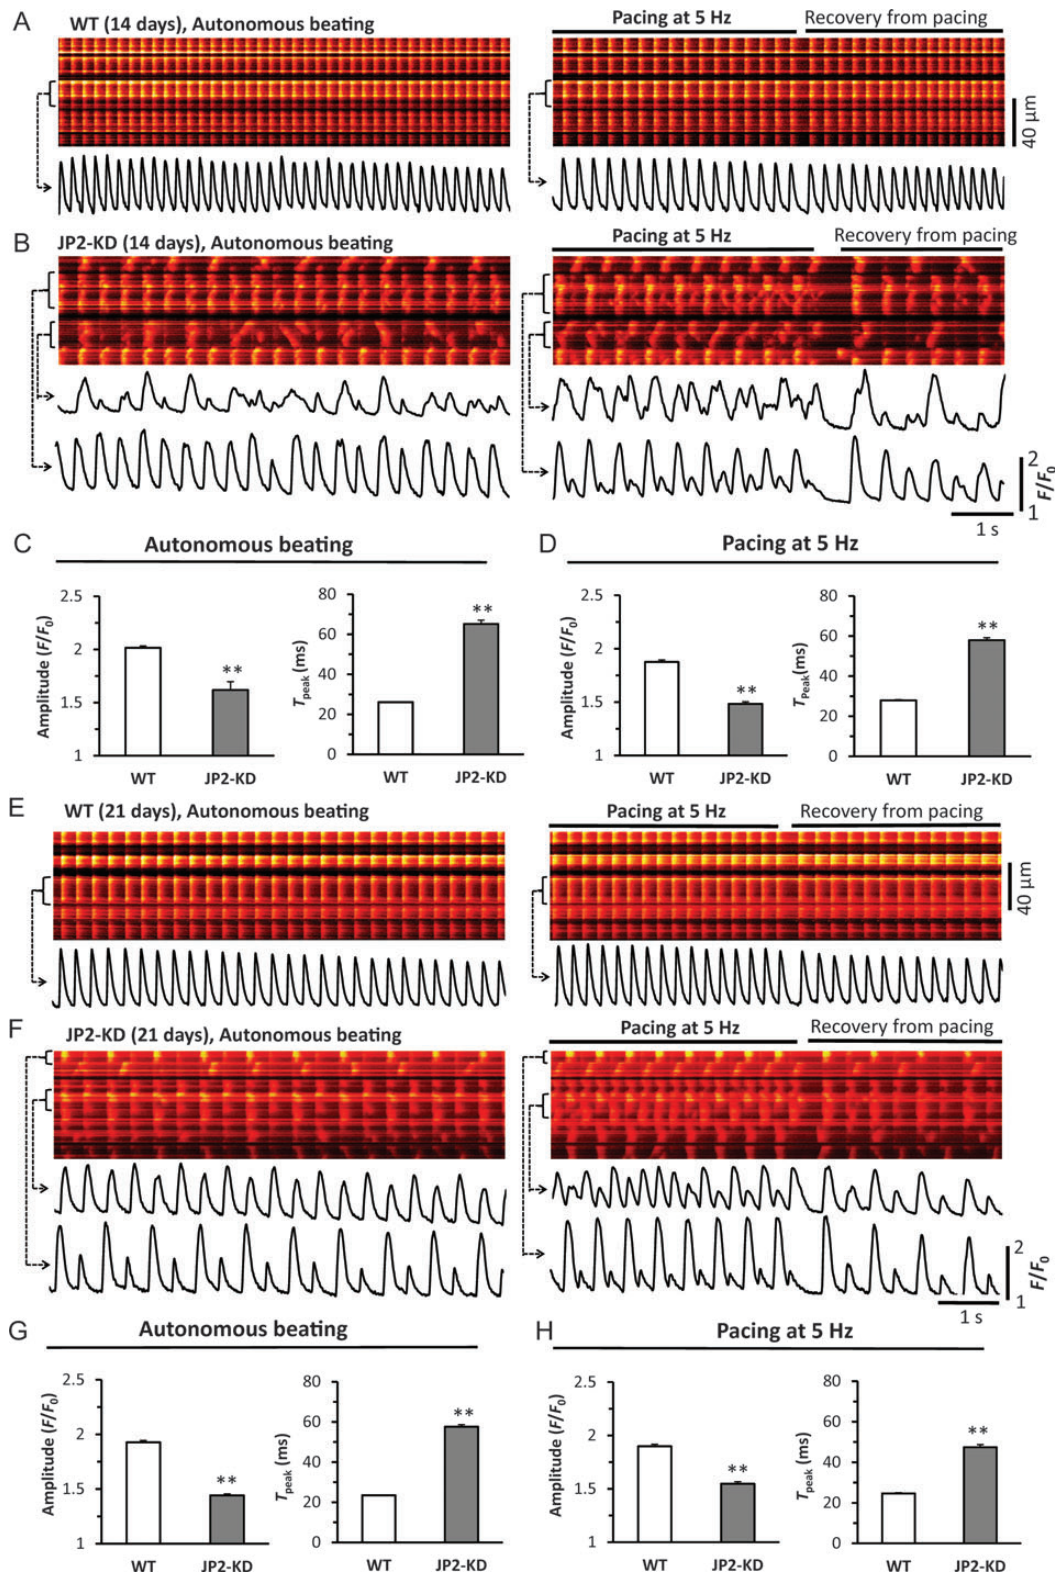 A
WT (14 days), Autonomous beating
Pacing at 5 Hz
Recovery from pacing
40 µm
B
JP2-KD (14 days), Autonomous beating
Pacing at 5 Hz
Recovery from pacing
2
1
F/F0
1 s
C
Autonomous beating
Amplitude (F/F0)
2.5
2
1.5
1
**
WT
JP2-KD
Tpeak (ms)
80
60
40
20
0
**
WT
JP2-KD
D
Pacing at 5 Hz
Amplitude (F/F0)
2.5
2
1.5
1
**
WT
JP2-KD
TPeak (ms)
80
60
40
20
0
**
WT
JP2-KD
E
WT (21 days), Autonomous beating
Pacing at 5 Hz
Recovery from pacing
40 µm
F
JP2-KD (21 days), Autonomous beating
Pacing at 5 Hz
Recovery from pacing
2
1
F/F0
1 s
G
Autonomous beating
Amplitude (F/F0)
2.5
2
1.5
1
**
WT
JP2-KD
Tpeak (ms)
80
60
40
20
0
**
WT
JP2-KD
H
Pacing at 5 Hz
Amplitude (F/F0)
2.5
2
1.5
1
**
WT
JP2-KD
Tpeak (ms)
80
60
40
20
0
**
WT
JP2-KD